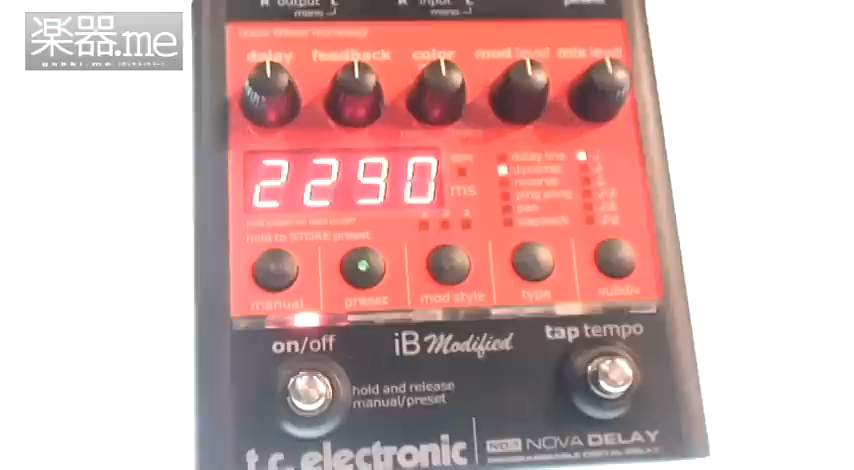 楽器.me
R output L
mono
R input L
mono
delay feedback color mod level mix level
2290
ms
delay line
dynamic
reverse
ping pong
pan
slapback
hold to STORE preset
manual preset mod style type subdiv
on/off
iB Modified
tap tempo
hold and release
manual/preset
t.c. electronic
NO.1 NOVA DELAY